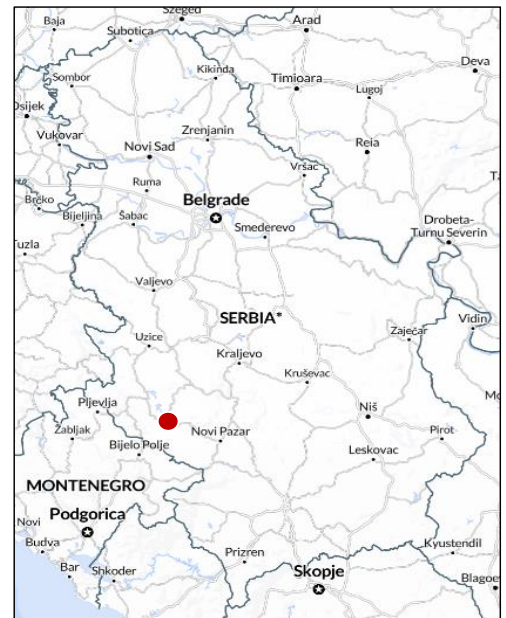 Szeged
Baja
Arad
Subotica
Deva
Sombor
Kikinda
Timioara
Lugoj
Osijek
Vukovar
Zrenjanin
Novi Sad
Reia
Vršac
Ruma
Brčko
Belgrade
Bijeljina
Šabac
Smederevo
Drobeta-
Turnu Severin
Tuzla
Valjevo
SERBIA*
Vidin
Zaječar
Uzice
Kraljevo
Kruševac
Pljevlja
Niš
Žabljak
Novi Pazar
Pirot
Bijelo Polje
Leskovac
MONTENEGRO
Podgorica
Novi
Budva
Prizren
Kyustendil
Bar
Shkoder
Skopje
Blagoe